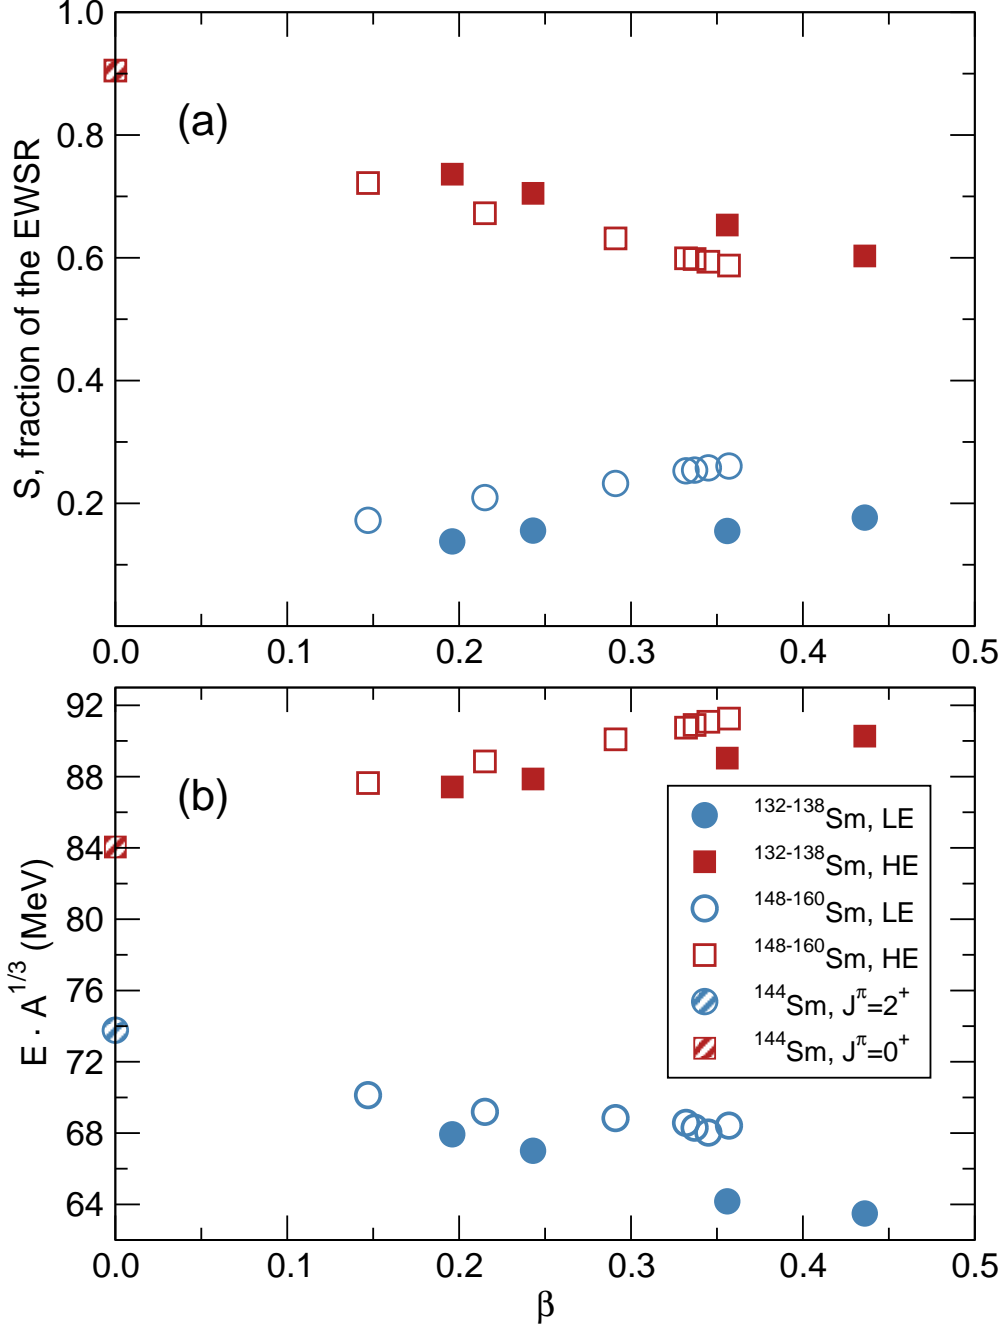 1.0
0.8
0.6
0.4
0.2
S, fraction of the EWSR
(a)
0.0 0.1 0.2 0.3 0.4 0.5
92
88
84
80
76
72
68
64
E · A^1/3 (MeV)
(b)
^132-138Sm, LE
^132-138Sm, HE
^148-160Sm, LE
^148-160Sm, HE
^144Sm, J^π=2^+
^144Sm, J^π=0^+
0.0 0.1 0.2 0.3 0.4 0.5
β